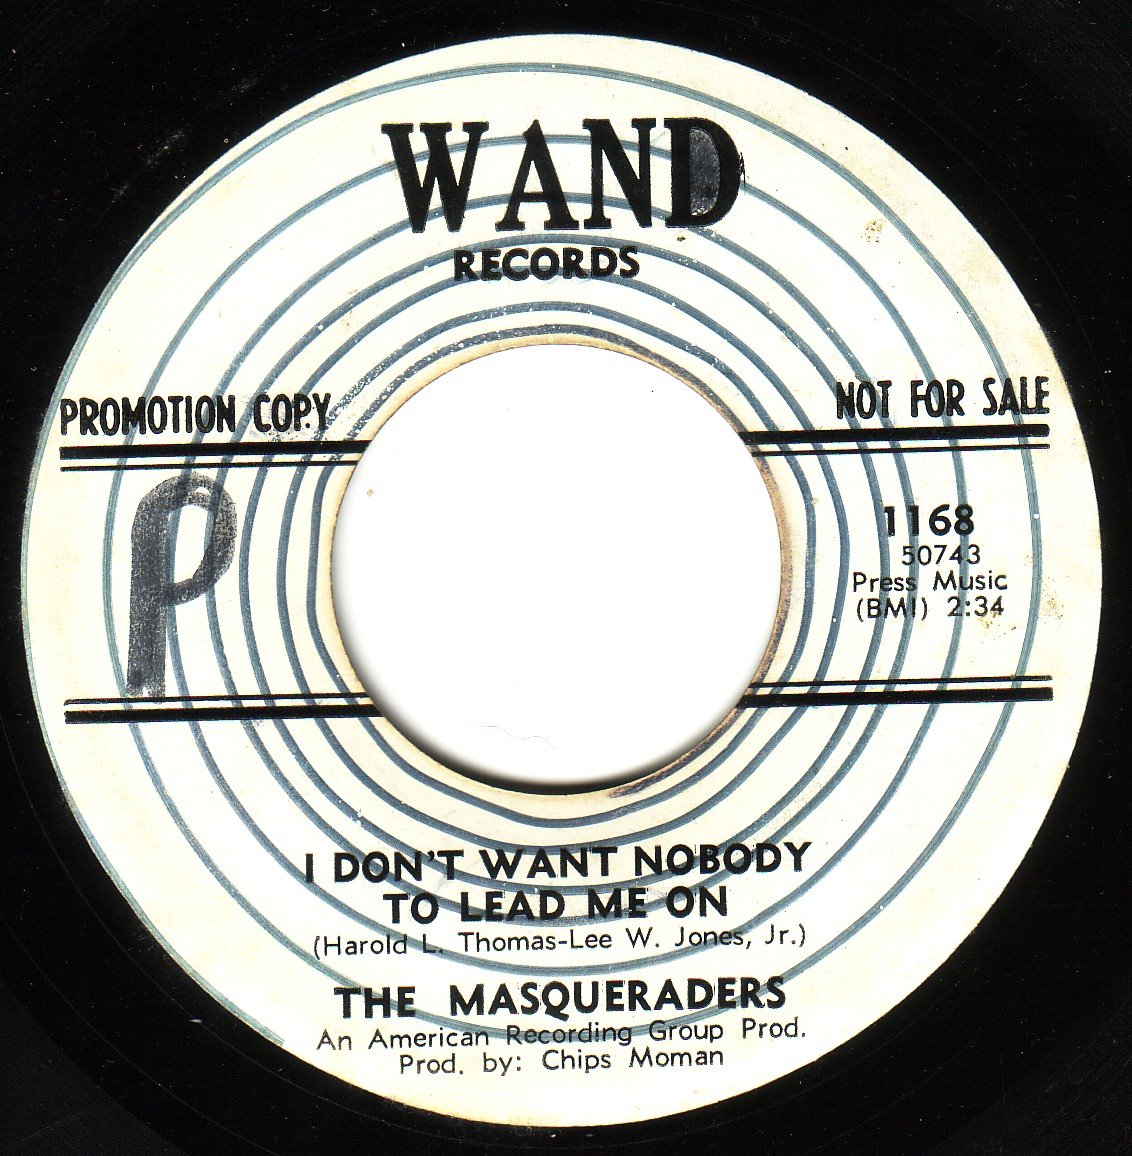 WAND
RECORDS
PROMOTION COPY
NOT FOR SALE
P
1168
50743
Press Music
(BMI) 2:34
I DON'T WANT NOBODY
TO LEAD ME ON
(Harold L. Thomas-Lee W. Jones, Jr.)
THE MASQUERADERS
An American Recording Group Prod.
Prod. by: Chips Moman